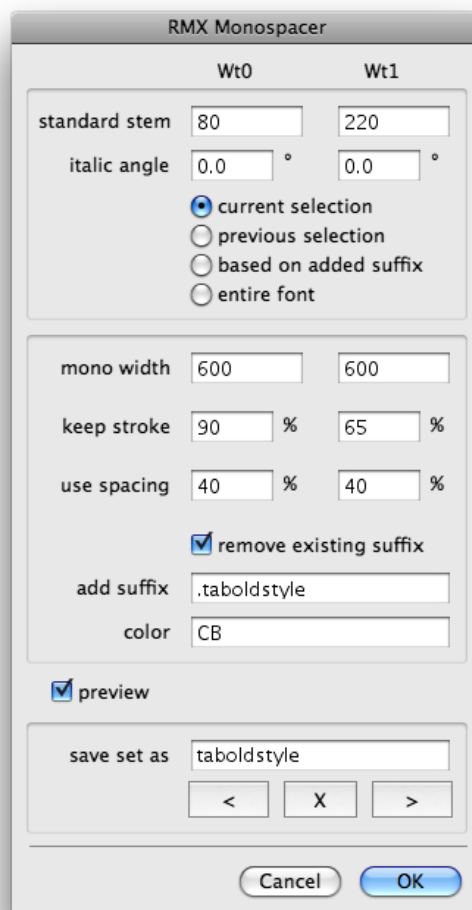 RMX Monospacer
Wt0 Wt1
standard stem 80 220
italic angle 0.0 ° 0.0 °
current selection
previous selection
based on added suffix
entire font
mono width 600 600
keep stroke 90 % 65 %
use spacing 40 % 40 %
remove existing suffix
add suffix .taboldstyle
color CB
preview
save set as taboldstyle
< X >
Cancel OK